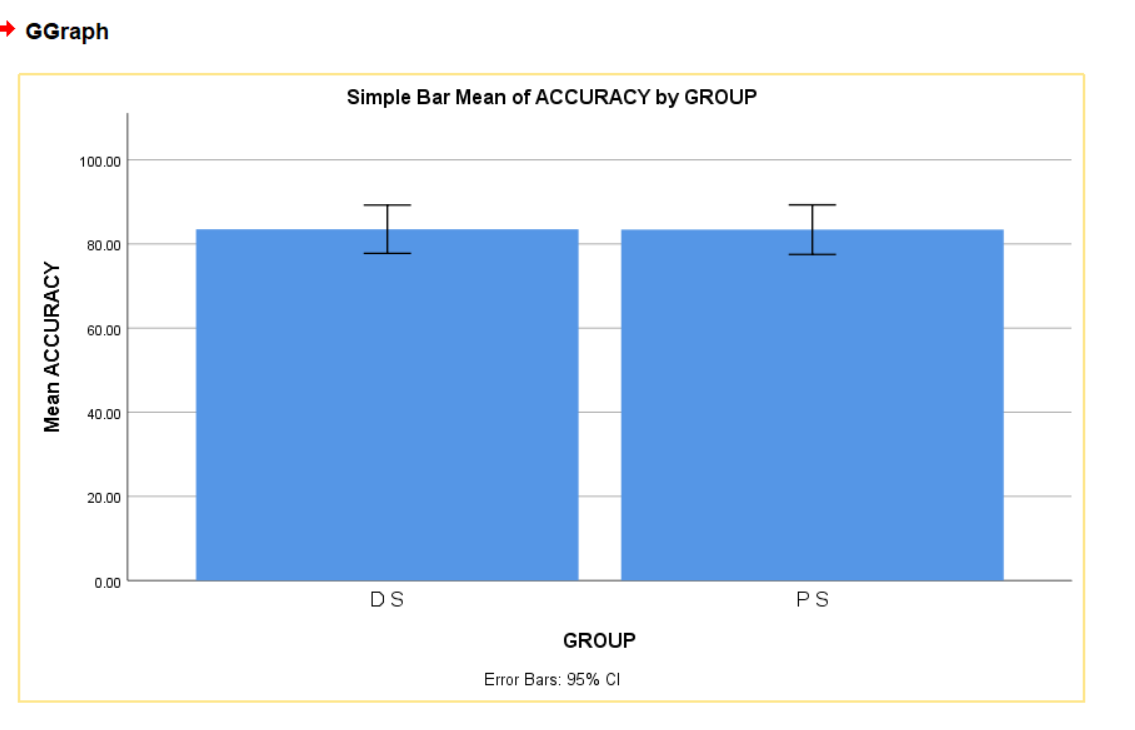 GGraph
Simple Bar Mean of ACCURACY by GROUP
100.00
80.00
60.00
40.00
20.00
0.00
Mean ACCURACY
D S
P S
GROUP
Error Bars: 95% CI